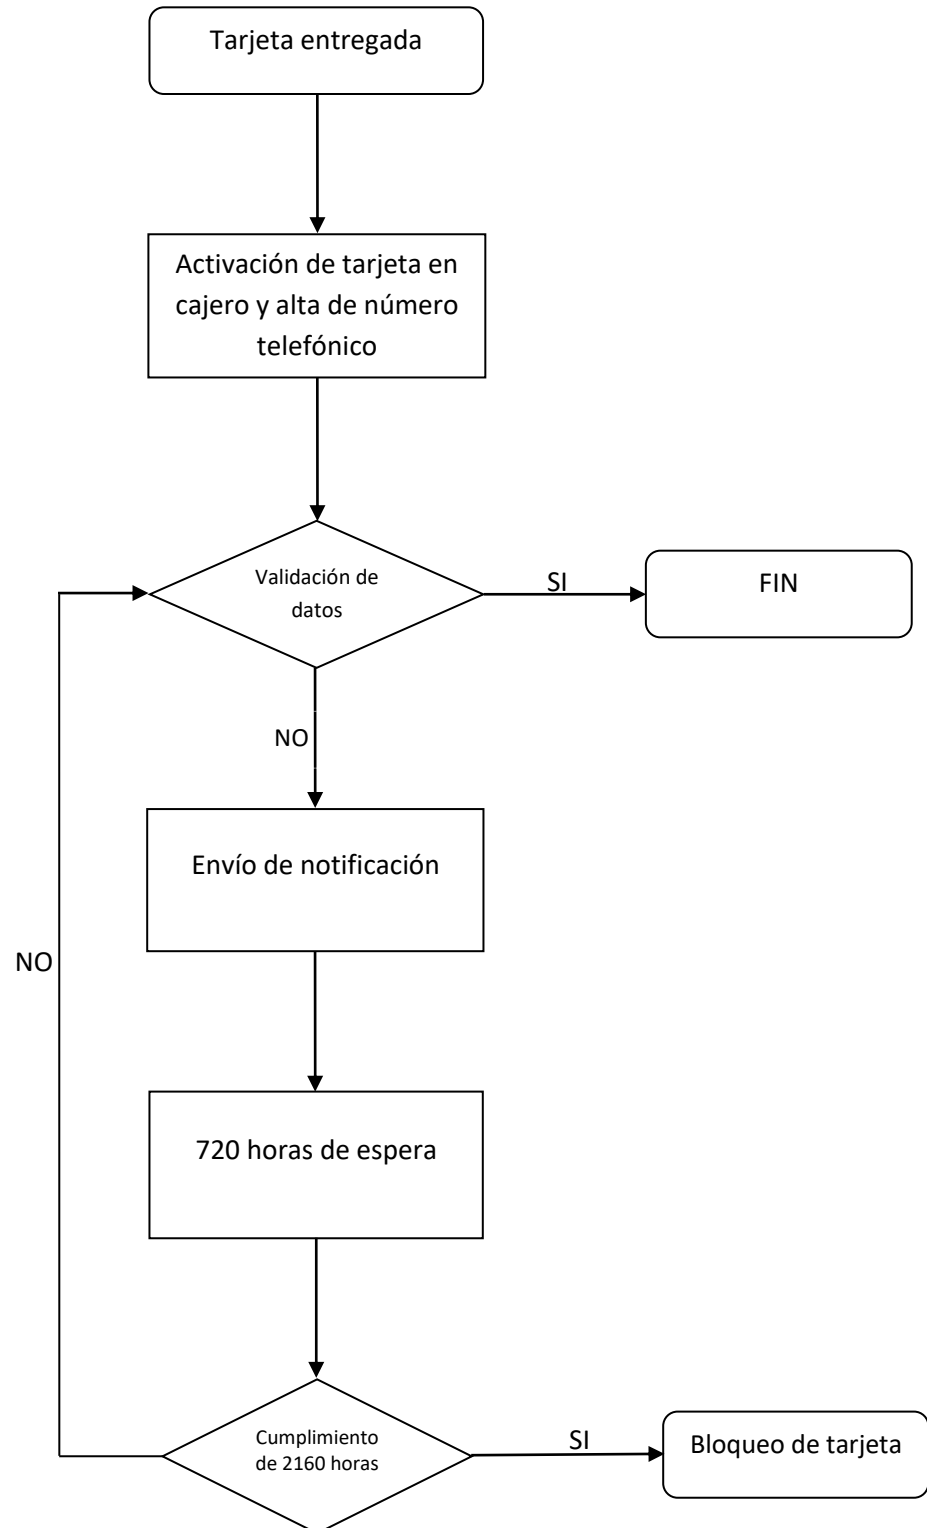 Tarjeta entregada
Activación de tarjeta en
cajero y alta de número
telefónico
Validación de
datos
SI
FIN
NO
Envío de notificación
NO
720 horas de espera
Cumplimiento
de 2160 horas
SI
Bloqueo de tarjeta